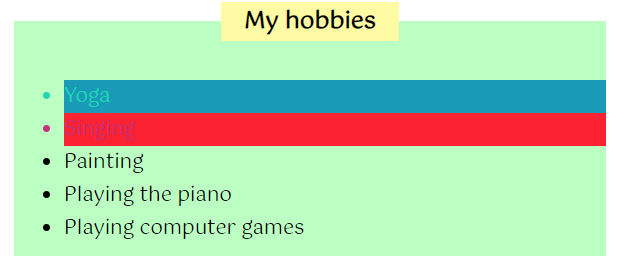 My hobbies
Yoga
Singing
Painting
Playing the piano
Playing computer games